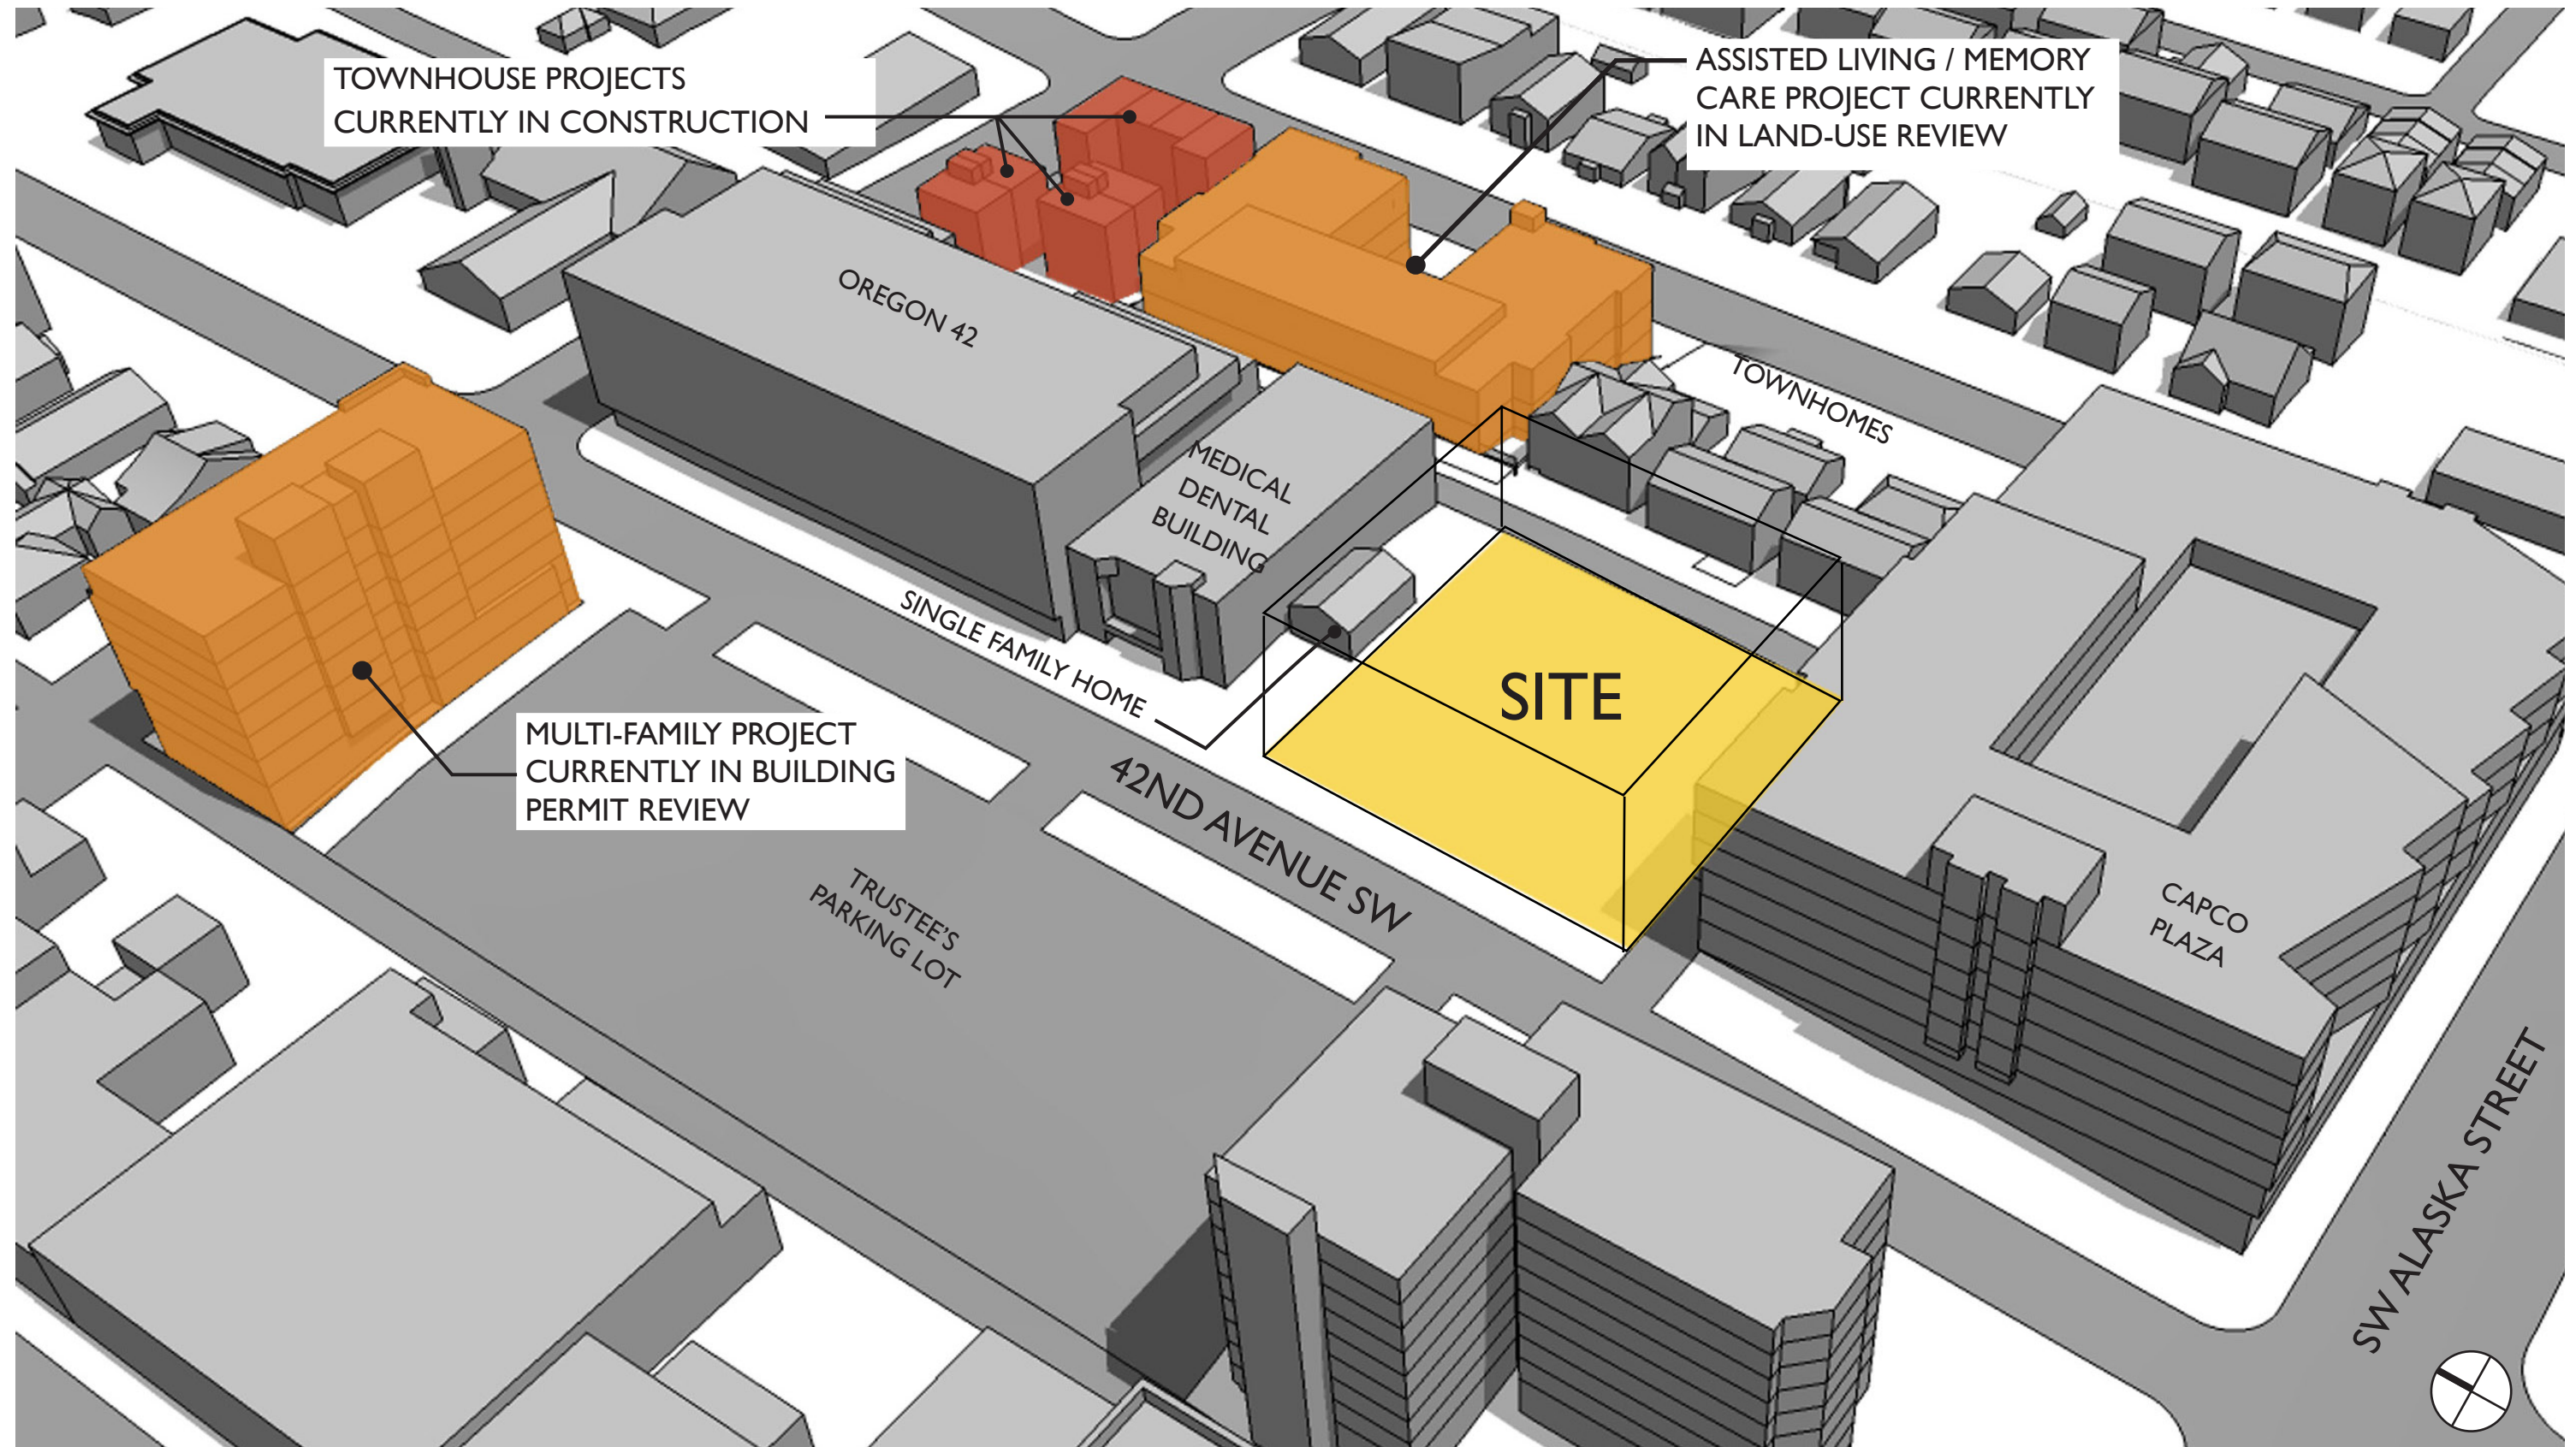 TOWNHOUSE PROJECTS
CURRENTLY IN CONSTRUCTION
ASSISTED LIVING / MEMORY
CARE PROJECT CURRENTLY
IN LAND-USE REVIEW
OREGON 42
TOWNHOMES
MEDICAL
DENTAL
BUILDING
SINGLE FAMILY HOME
SITE
MULTI-FAMILY PROJECT
CURRENTLY IN BUILDING
PERMIT REVIEW
42ND AVENUE SW
TRUSTEE'S
PARKING LOT
CAPCO
PLAZA
SW ALASKA STREET